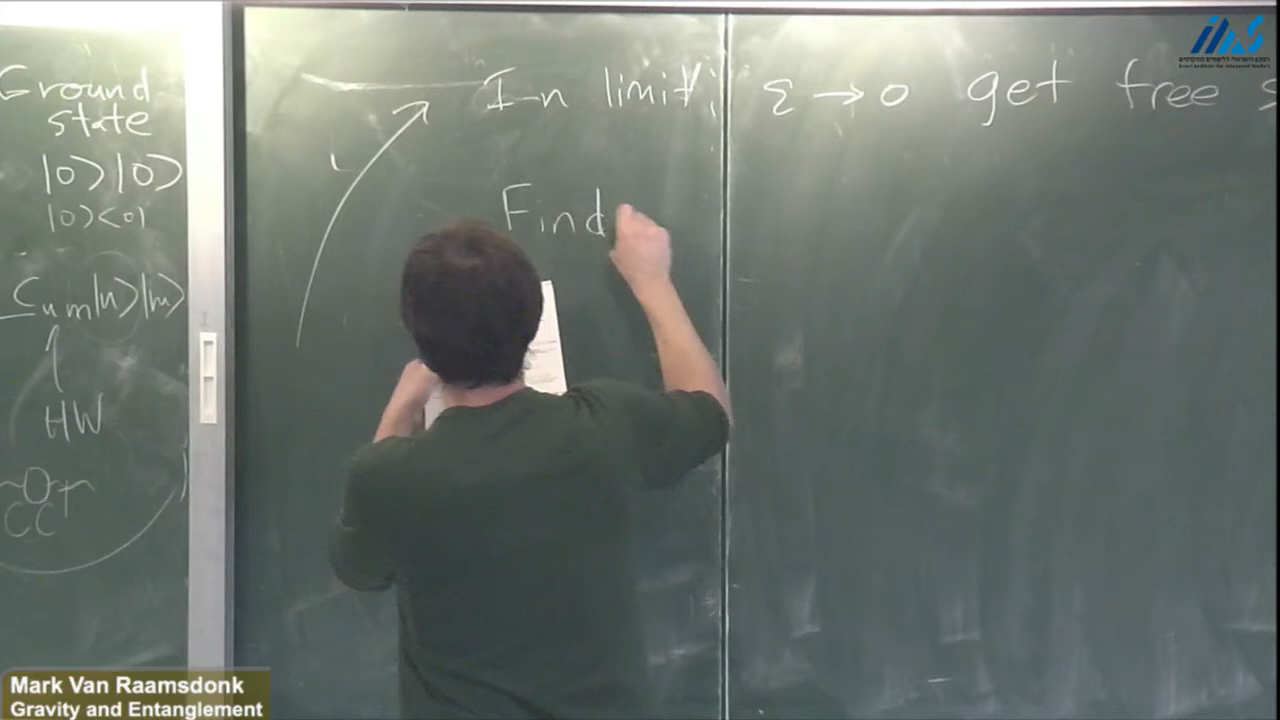 Ground
state
|0>|0>
|0><0|
C_nm|n>|m>
HW
CC
In limit ε → 0 get free s
Find
Mark Van Raamsdonk
Gravity and Entanglement